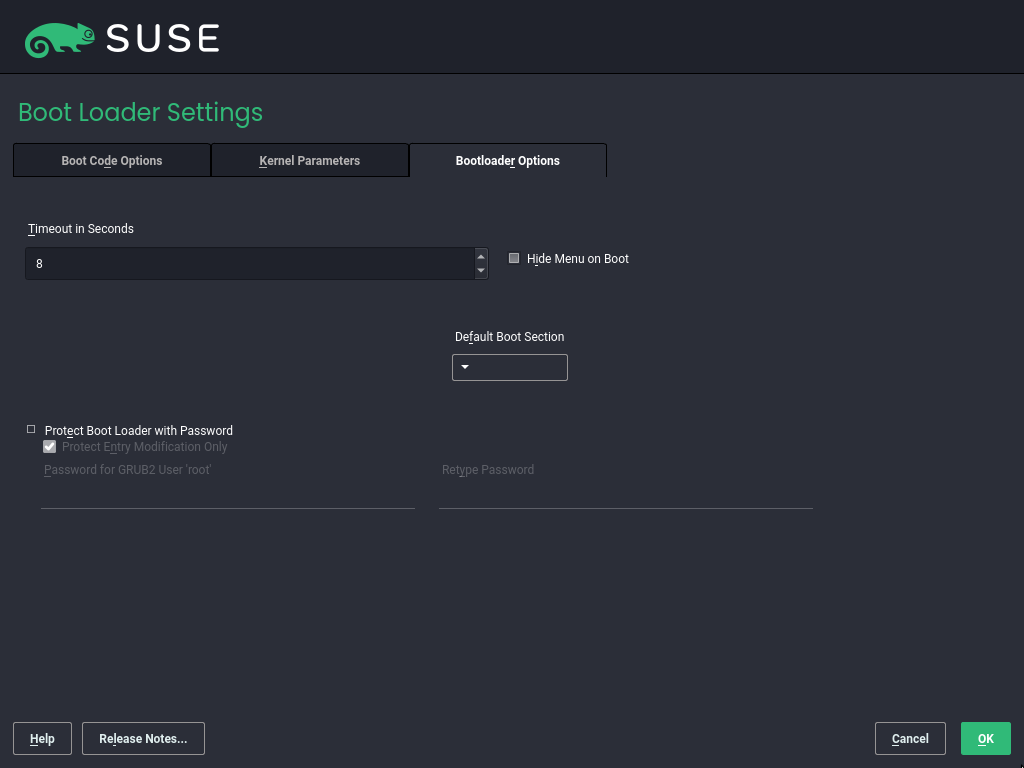 SUSE
Boot Loader Settings
Boot Code Options
Kernel Parameters
Bootloader Options
Timeout in Seconds
8
Hide Menu on Boot
Default Boot Section
Protect Boot Loader with Password
Protect Entry Modification Only
Password for GRUB2 User 'root'
Retype Password
Help
Release Notes...
Cancel
OK